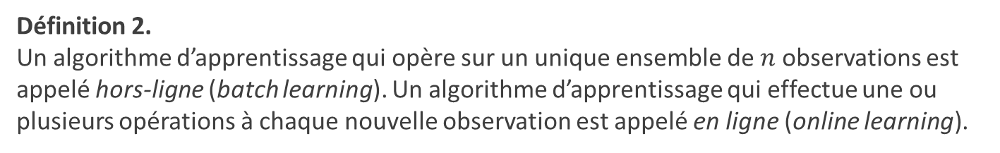 Définition 2.
Un algorithme d’apprentissage qui opère sur un unique ensemble de n observations est
appelé hors-ligne (batch learning). Un algorithme d’apprentissage qui effectue une ou
plusieurs opérations à chaque nouvelle observation est appelé en ligne (online learning).